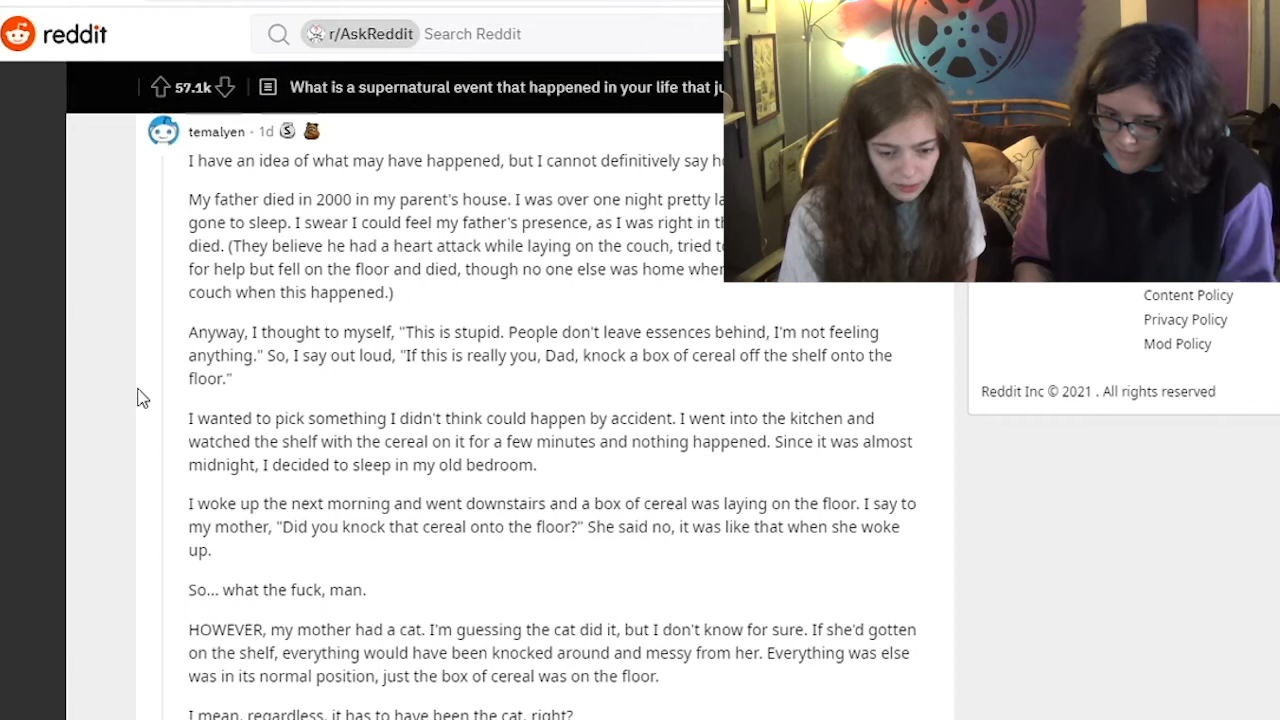 reddit
r/AskReddit Search Reddit
57.1k What is a supernatural event that happened in your life that ju
temalyen · 1d
I have an idea of what may have happened, but I cannot definitively say
My father died in 2000 in my parent's house. I was over one night pretty
gone to sleep. I swear I could feel my father's presence, as I was right in
died. (They believe he had a heart attack while laying on the couch, tried
for help but fell on the floor and died, though no one else was home
couch when this happened.)
Anyway, I thought to myself, "This is stupid. People don't leave essences behind, I'm not feeling
anything." So, I say out loud, "If this is really you, Dad, knock a box of cereal off the shelf onto the
floor."
I wanted to pick something I didn't think could happen by accident. I went into the kitchen and
watched the shelf with the cereal on it for a few minutes and nothing happened. Since it was almost
midnight, I decided to sleep in my old bedroom.
I woke up the next morning and went downstairs and a box of cereal was laying on the floor. I say to
my mother, "Did you knock that cereal onto the floor?" She said no, it was like that when she woke
up.
So... what the fuck, man.
HOWEVER, my mother had a cat. I'm guessing the cat did it, but I don't know for sure. If she'd gotten
on the shelf, everything would have been knocked around and messy from her. Everything was else
was in its normal position, just the box of cereal was on the floor.
I mean, regardless, it has to have been the cat, right?
Content Policy
Privacy Policy
Mod Policy
Reddit Inc © 2021 . All rights reserved